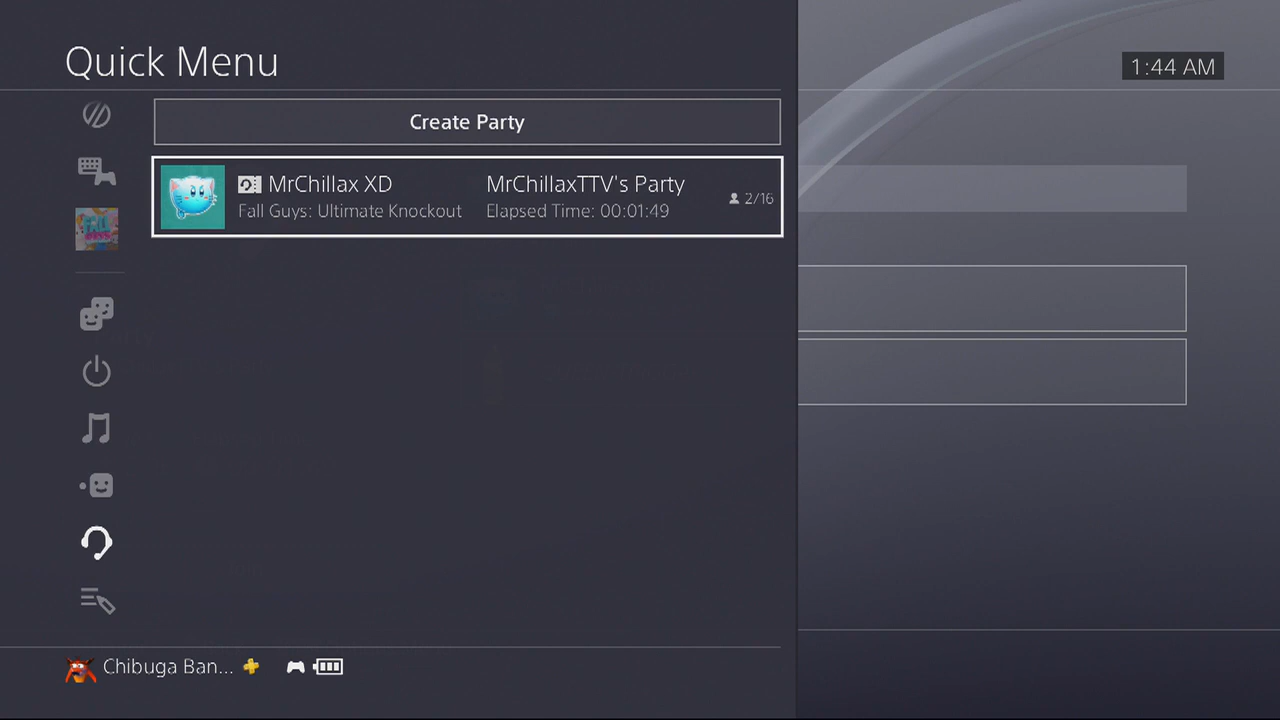 Quick Menu
1:44 AM
Create Party
MrChillax XD
MrChillaxTTV's Party
2/16
Fall Guys: Ultimate Knockout
Elapsed Time: 00:01:49
Chibuga Ban...